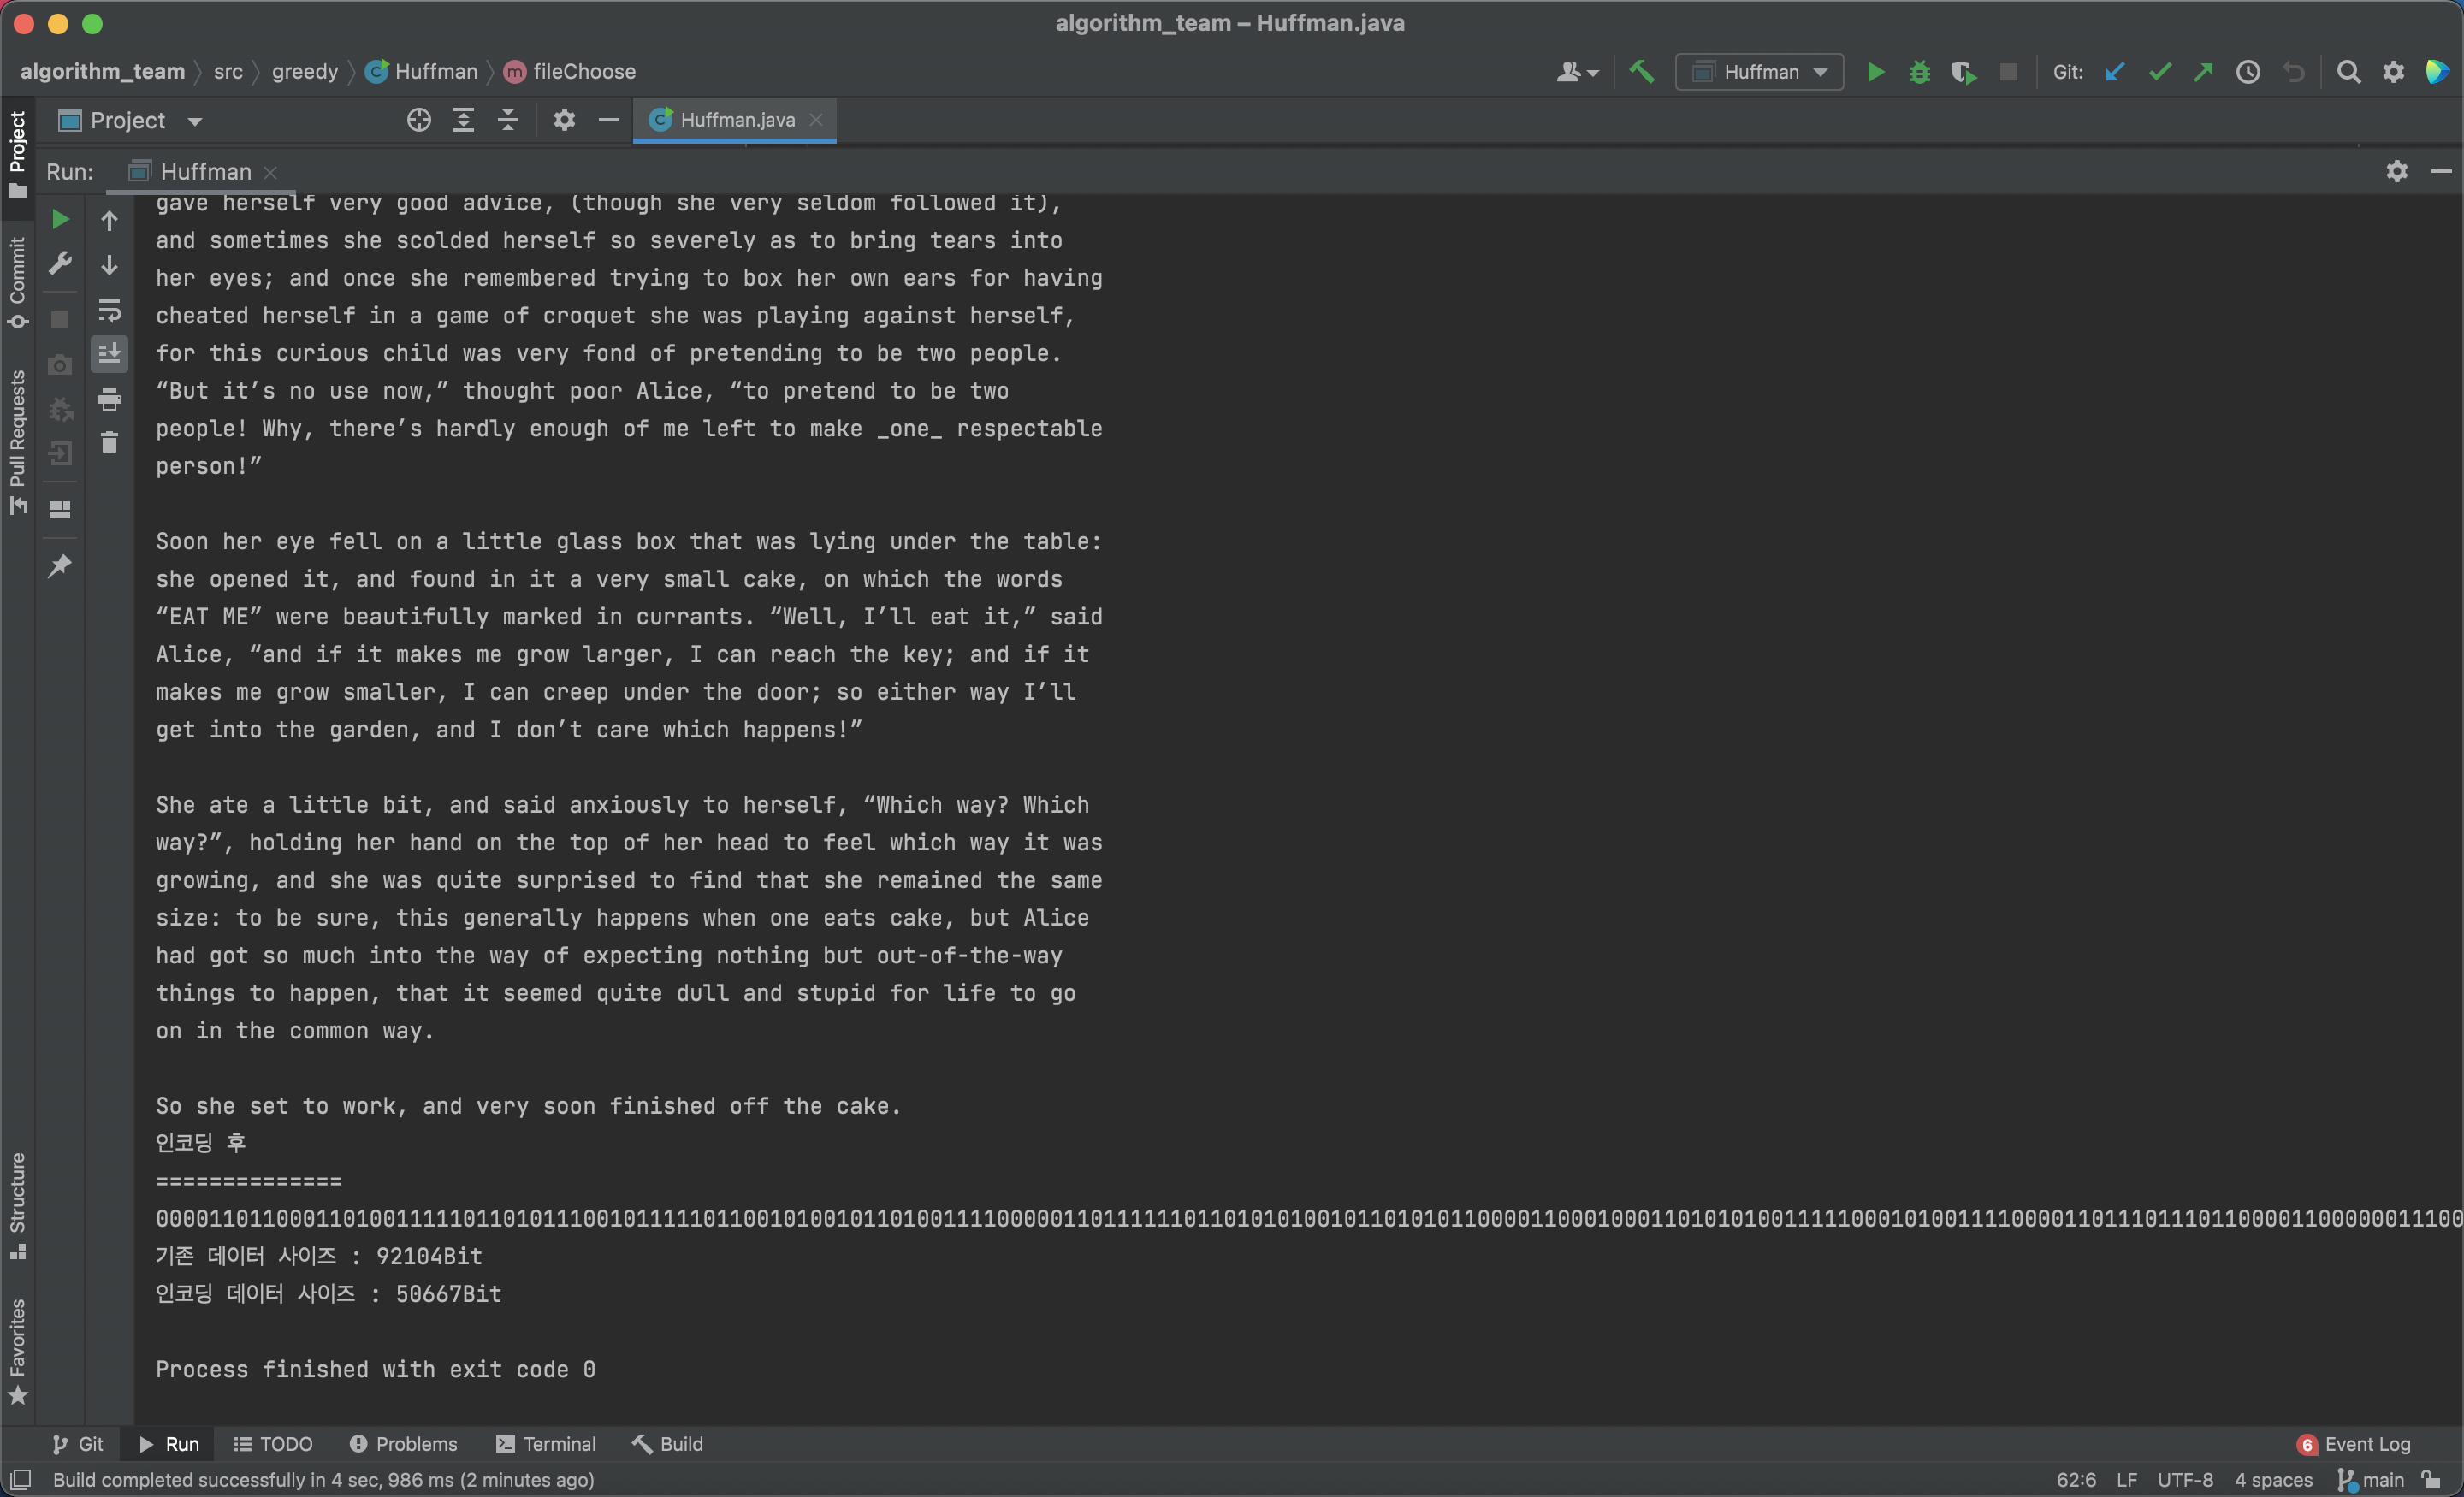 algorithm_team – Huffman.java
algorithm_team src greedy Huffman fileChoose
Huffman
Git:
Project
Huffman.java
Run: Huffman
gave herself very good advice, (though she very seldom followed it),
and sometimes she scolded herself so severely as to bring tears into
her eyes; and once she remembered trying to box her own ears for having
cheated herself in a game of croquet she was playing against herself,
for this curious child was very fond of pretending to be two people.
“But it’s no use now,” thought poor Alice, “to pretend to be two
people! Why, there’s hardly enough of me left to make _one_ respectable
person!”
Soon her eye fell on a little glass box that was lying under the table:
she opened it, and found in it a very small cake, on which the words
“EAT ME” were beautifully marked in currants. “Well, I’ll eat it,” said
Alice, “and if it makes me grow larger, I can reach the key; and if it
makes me grow smaller, I can creep under the door; so either way I’ll
get into the garden, and I don’t care which happens!”
She ate a little bit, and said anxiously to herself, “Which way? Which
way?”, holding her hand on the top of her head to feel which way it was
growing, and she was quite surprised to find that she remained the same
size: to be sure, this generally happens when one eats cake, but Alice
had got so much into the way of expecting nothing but out-of-the-way
things to happen, that it seemed quite dull and stupid for life to go
on in the common way.
So she set to work, and very soon finished off the cake.
인코딩 후
==============
기존 데이터 사이즈 : 92104Bit
인코딩 데이터 사이즈 : 50667Bit
Process finished with exit code 0
Project
Commit
Pull Requests
Structure
Favorites
Git Run TODO Problems Terminal Build
6 Event Log
Build completed successfully in 4 sec, 986 ms (2 minutes ago)
62:6 LF UTF-8 4 spaces main